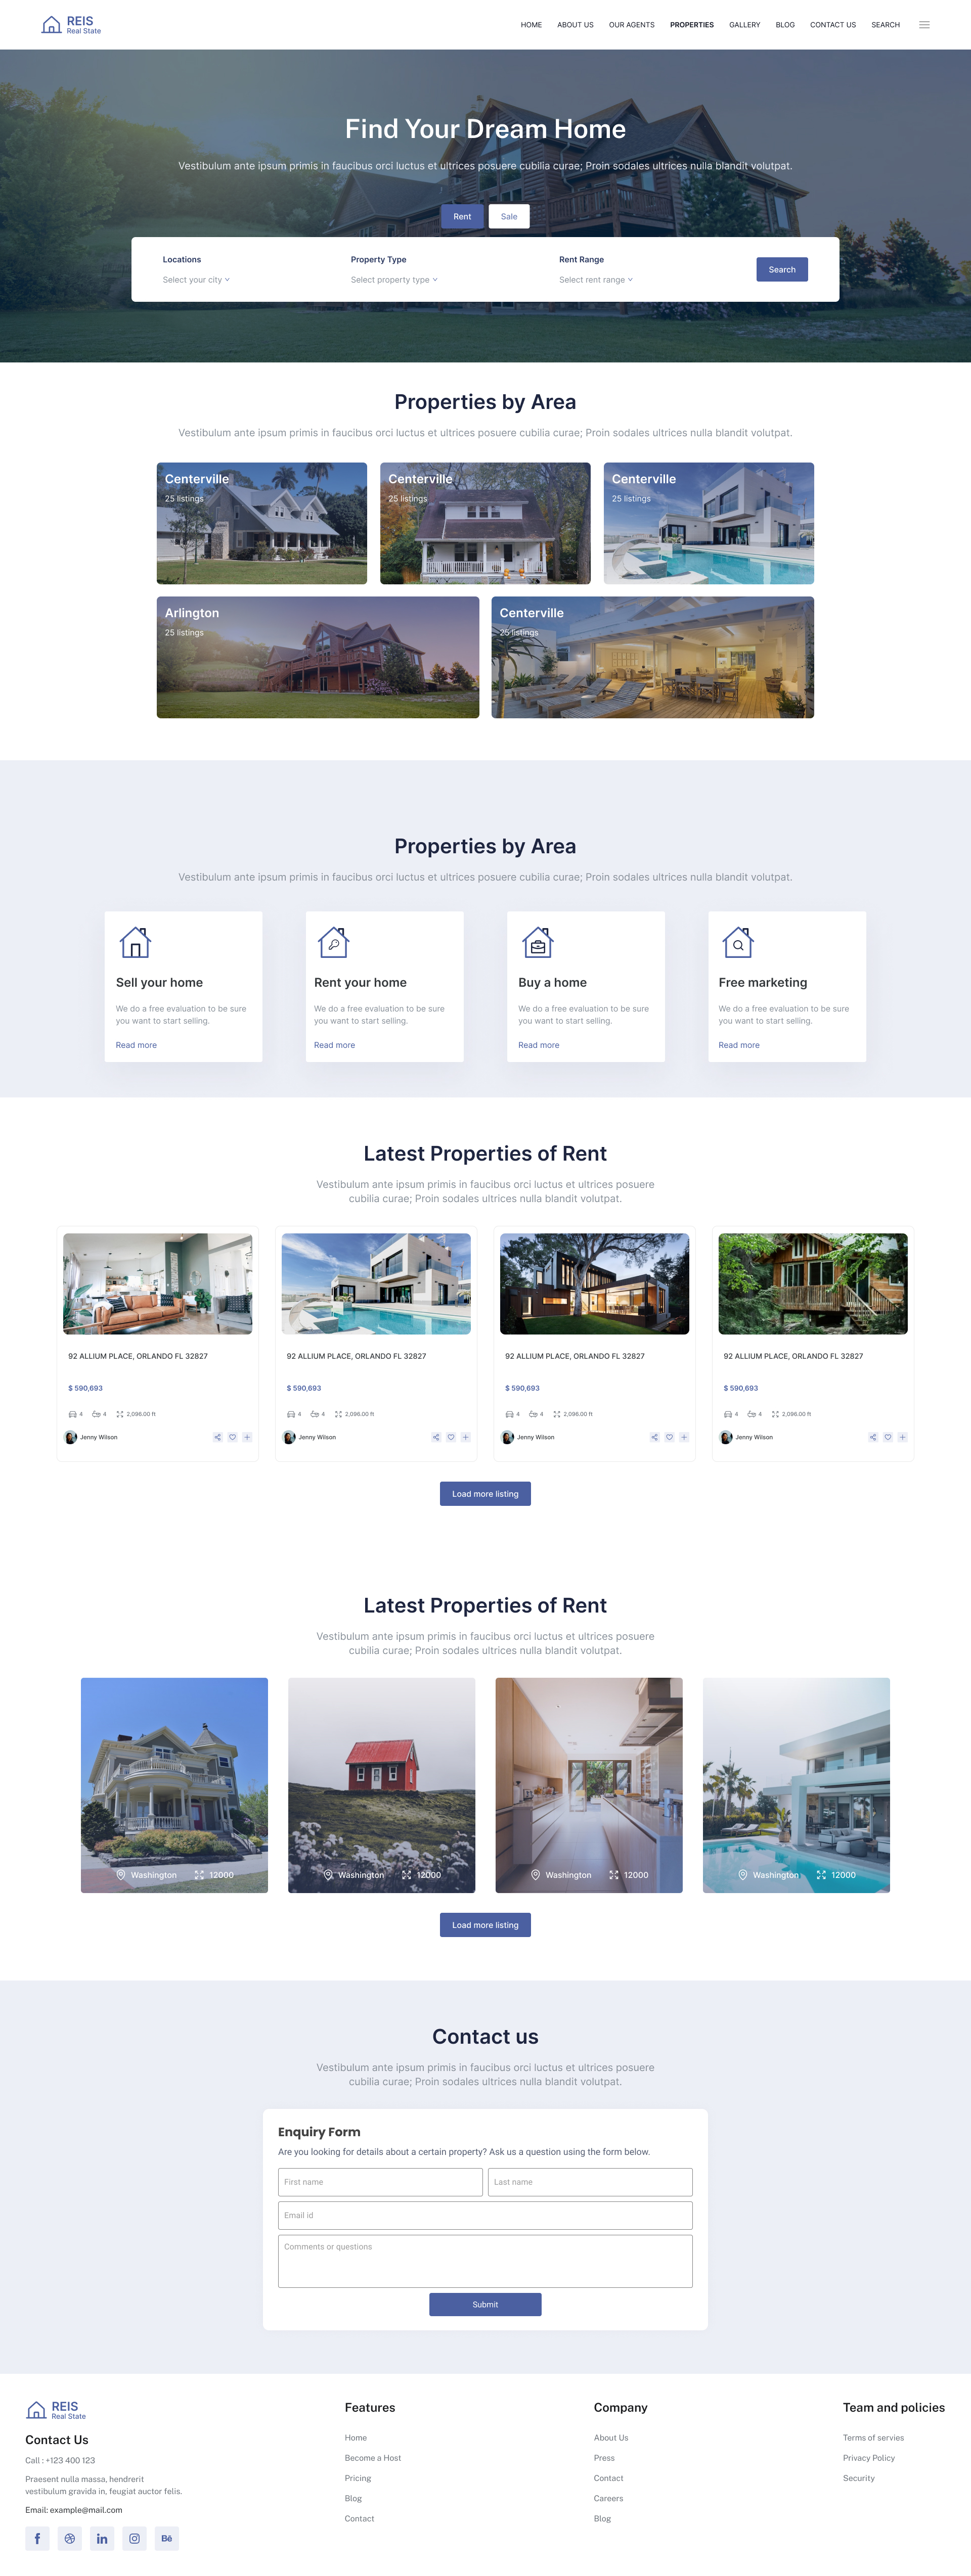 REIS
Real State
HOME ABOUT US OUR AGENTS PROPERTIES GALLERY BLOG CONTACT US SEARCH
Find Your Dream Home
Vestibulum ante ipsum primis in faucibus orci luctus et ultrices posuere cubilia curae; Proin sodales ultrices nulla blandit volutpat.
Rent Sale
Locations Property Type Rent Range
Select your city Select property type Select rent range
Search
Properties by Area
Vestibulum ante ipsum primis in faucibus orci luctus et ultrices posuere cubilia curae; Proin sodales ultrices nulla blandit volutpat.
Centerville Centerville Centerville
25 listings 25 listings 25 listings
Arlington Centerville
25 listings 25 listings
Properties by Area
Vestibulum ante ipsum primis in faucibus orci luctus et ultrices posuere cubilia curae; Proin sodales ultrices nulla blandit volutpat.
Sell your home
We do a free evaluation to be sure
you want to start selling.
Read more
Rent your home
We do a free evaluation to be sure
you want to start selling.
Read more
Buy a home
We do a free evaluation to be sure
you want to start selling.
Read more
Free marketing
We do a free evaluation to be sure
you want to start selling.
Read more
Latest Properties of Rent
Vestibulum ante ipsum primis in faucibus orci luctus et ultrices posuere
cubilia curae; Proin sodales ultrices nulla blandit volutpat.
92 ALLIUM PLACE, ORLANDO FL 32827
$ 590,693
4 4 2,096.00 ft
Jenny Wilson
92 ALLIUM PLACE, ORLANDO FL 32827
$ 590,693
4 4 2,096.00 ft
Jenny Wilson
92 ALLIUM PLACE, ORLANDO FL 32827
$ 590,693
4 4 2,096.00 ft
Jenny Wilson
92 ALLIUM PLACE, ORLANDO FL 32827
$ 590,693
4 4 2,096.00 ft
Jenny Wilson
Load more listing
Latest Properties of Rent
Vestibulum ante ipsum primis in faucibus orci luctus et ultrices posuere
cubilia curae; Proin sodales ultrices nulla blandit volutpat.
Washington 12000
Washington 12000
Washington 12000
Washington 12000
Load more listing
Contact us
Vestibulum ante ipsum primis in faucibus orci luctus et ultrices posuere
cubilia curae; Proin sodales ultrices nulla blandit volutpat.
Enquiry Form
Are you looking for details about a certain property? Ask us a question using the form below.
First name Last name
Email id
Comments or questions
Submit
REIS
Real State
Contact Us
Call : +123 400 123
Praesent nulla massa, hendrerit
vestibulum gravida in, feugiat auctor felis.
Email: example@mail.com
f in Bē
Features
Home
Become a Host
Pricing
Blog
Contact
Company
About Us
Press
Contact
Careers
Blog
Team and policies
Terms of servies
Privacy Policy
Security